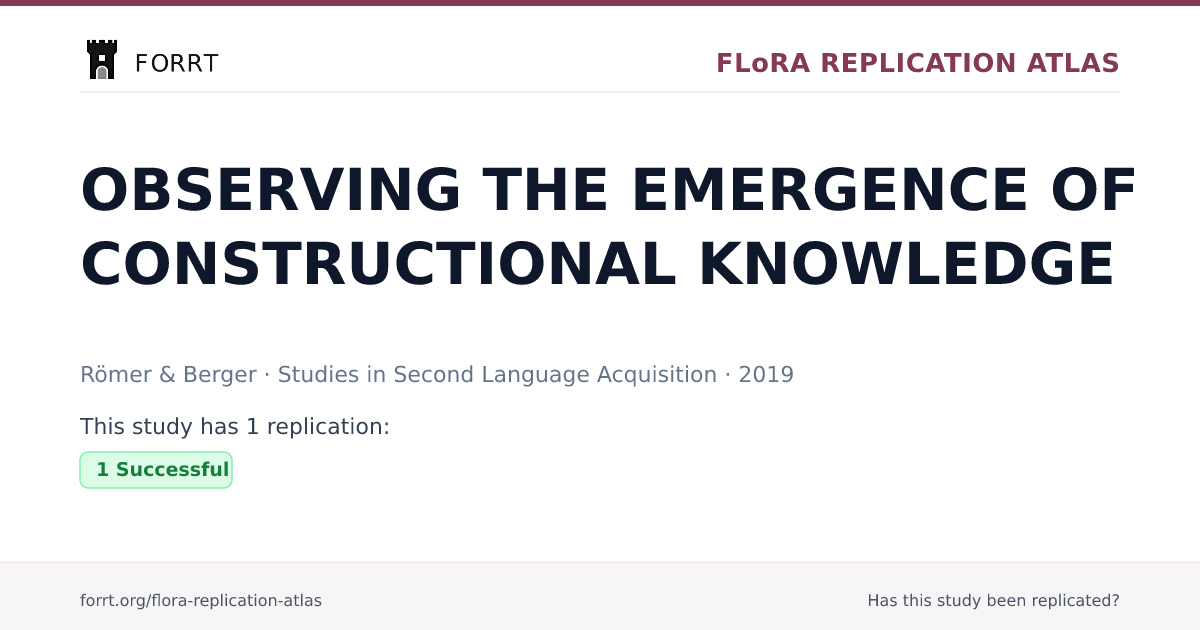 FORRT
FLoRA REPLICATION ATLAS
OBSERVING THE EMERGENCE OF
CONSTRUCTIONAL KNOWLEDGE
Römer & Berger · Studies in Second Language Acquisition · 2019
This study has 1 replication:
1 Successful
forrt.org/flora-replication-atlas
Has this study been replicated?